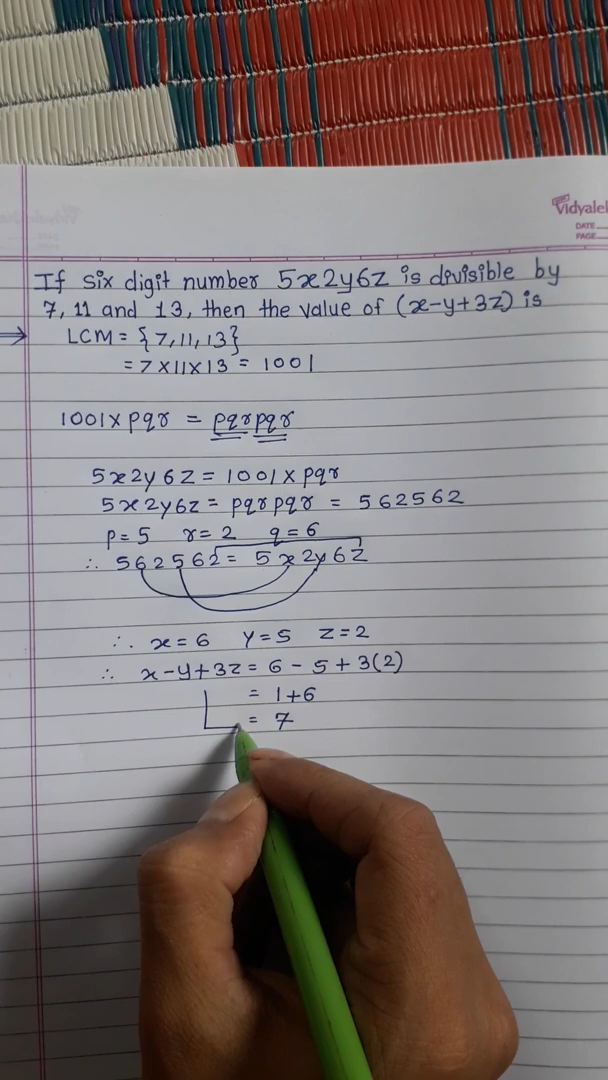 Vidyalek
DATE
PAGE
If six digit number 5x2y6z is divisible by
7, 11 and 13, then the value of (x-y+3z) is
⇒ LCM = {7,11,13}
= 7×11×13 = 1001
1001×pqr = pqrpqr
5x2y6z = 1001×pqr
5x2y6z = pqrpqr = 562562
p=5 r=2 q=6
∴ 562562 = 5x2y6z
∴ x=6 y=5 z=2
∴ x-y+3z = 6-5+3(2)
= 1+6
= 7